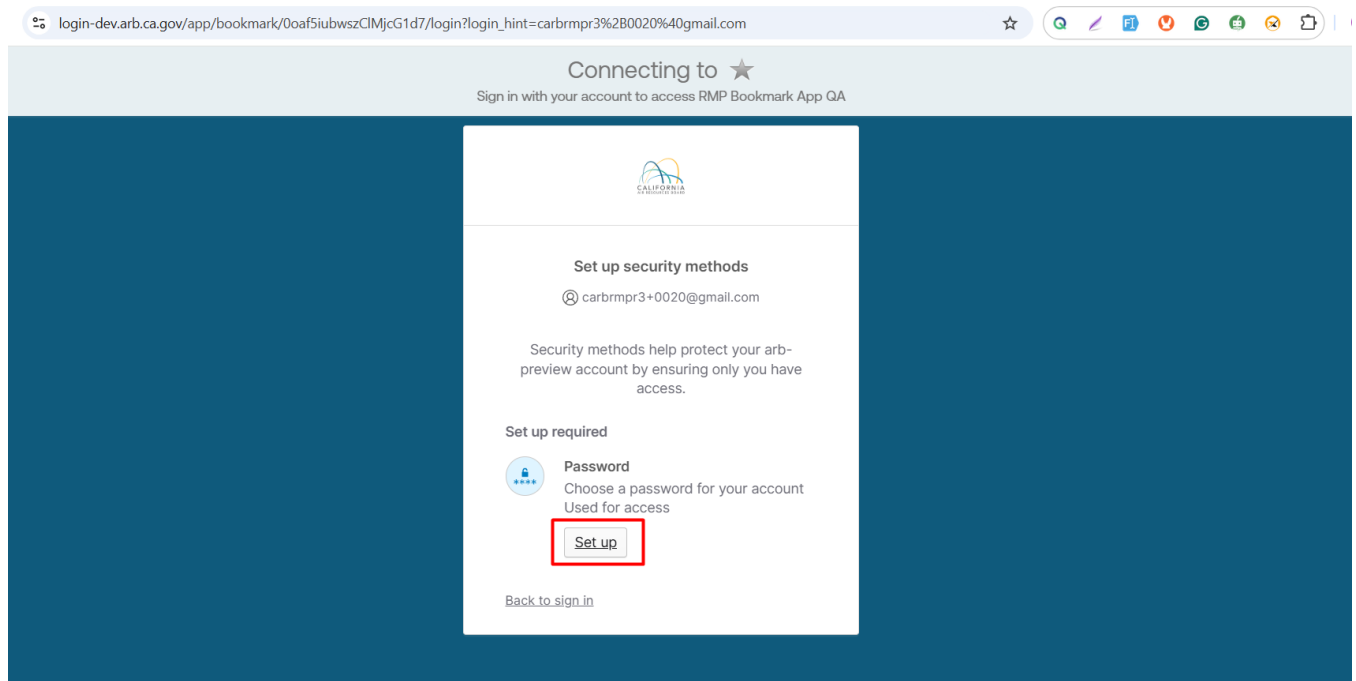 login-dev.arb.ca.gov/app/bookmark/0oaf5iubwszClMjcG1d7/login?login_hint=carbrmpr3%2B0020%40gmail.com
Connecting to
Sign in with your account to access RMP Bookmark App QA
CALIFORNIA
AIR RESOURCES BOARD
Set up security methods
carbrmpr3+0020@gmail.com
Security methods help protect your arb-
preview account by ensuring only you have
access.
Set up required
****
Password
Choose a password for your account
Used for access
Set up
Back to sign in